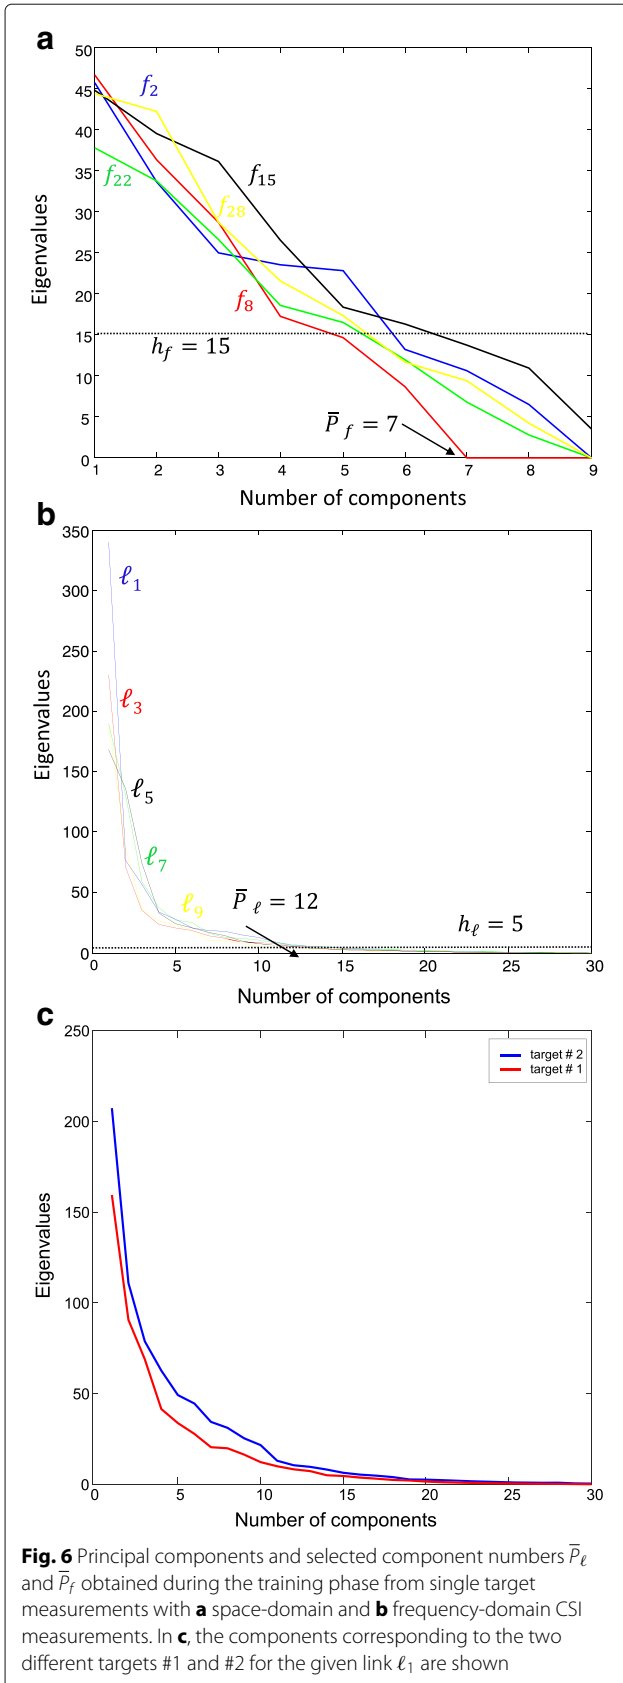 a
50
45
40
35
30
25
20
15
10
5
0
Eigenvalues
f2
f15
f22
f28
f8
hf = 15
P̅ f = 7
1 2 3 4 5 6 7 8 9
Number of components
b
350
300
250
200
150
100
50
0
Eigenvalues
ℓ1
ℓ3
ℓ5
ℓ7
ℓ9
P̅ ℓ = 12
hℓ = 5
0 5 10 15 20 25 30
Number of components
c
250
200
150
100
50
0
Eigenvalues
target # 2
target # 1
0 5 10 15 20 25 30
Number of components
Fig. 6 Principal components and selected component numbers P̅ℓ
and P̅f obtained during the training phase from single target
measurements with a space-domain and b frequency-domain CSI
measurements. In c, the components corresponding to the two
different targets #1 and #2 for the given link ℓ1 are shown